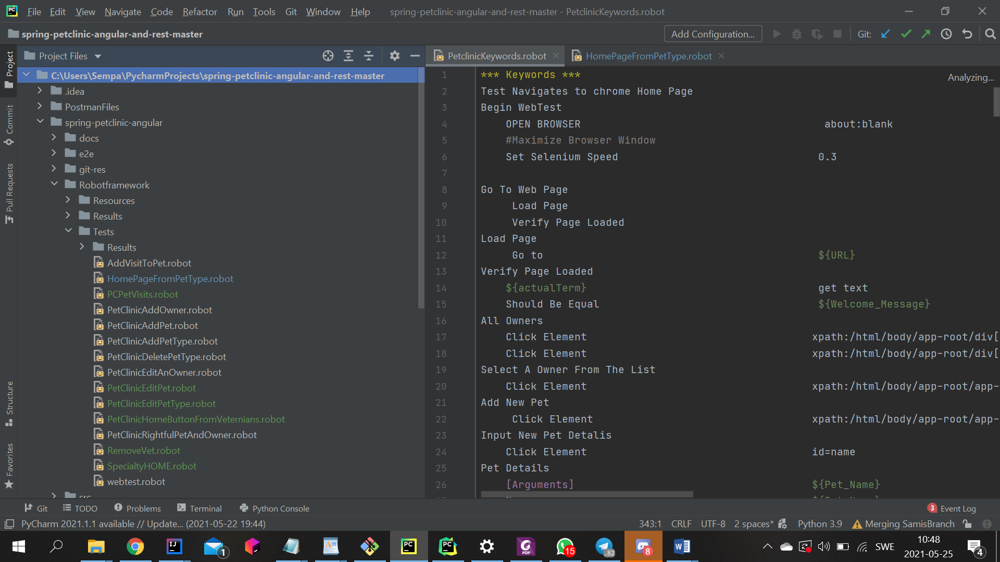 File Edit View Navigate Code Refactor Run Tools Git Window Help spring-petclinic-angular-and-rest-master - PetclinicKeywords.robot
spring-petclinic-angular-and-rest-master Add Configuration... Git:
Project Files
PetclinicKeywords.robot HomePageFromPetType.robot
Project
Commit
Pull Requests
Structure
Favorites
C:\Users\Sempa\PycharmProjects\spring-petclinic-angular-and-rest-master
.idea
PostmanFiles
spring-petclinic-angular
docs
e2e
git-res
Robotframework
Resources
Results
Tests
Results
AddVisitToPet.robot
HomePageFromPetType.robot
PCPetVisits.robot
PetClinicAddOwner.robot
PetClinicAddPet.robot
PetClinicAddPetType.robot
PetClinicDeletePetType.robot
PetClinicEditAnOwner.robot
PetClinicEditPet.robot
PetClinicEditPetType.robot
PetClinicHomeButtonFromVeternians.robot
PetClinicRightfulPetAndOwner.robot
RemoveVet.robot
SpecialtyHOME.robot
webtest.robot
src
Analyzing...
1 *** Keywords ***
2 Test Navigates to chrome Home Page
3 Begin WebTest
4 OPEN BROWSER about:blank
5 #Maximize Browser Window
6 Set Selenium Speed 0.3
7
8 Go To Web Page
9 Load Page
10 Verify Page Loaded
11 Load Page
12 Go to ${URL}
13 Verify Page Loaded
14 ${actualTerm} get text
15 Should Be Equal ${Welcome_Message}
16 All Owners
17 Click Element xpath:/html/body/app-root/div[
18 Click Element xpath:/html/body/app-root/div[
19 Select A Owner From The List
20 Click Element xpath:/html/body/app-root/app-
21 Add New Pet
22 Click Element xpath:/html/body/app-root/app-
23 Input New Pet Detalis
24 Click Element id=name
25 Pet Details
26 [Arguments] ${Pet_Name}
Git TODO Problems Terminal Python Console 3 Event Log
PyCharm 2021.1.1 available // Update... (2021-05-22 19:44) 343:1 CRLF UTF-8 2 spaces* Python 3.9 Merging SamisBranch
1 15 ..82 8 SWE 10:48
2021-05-25 4